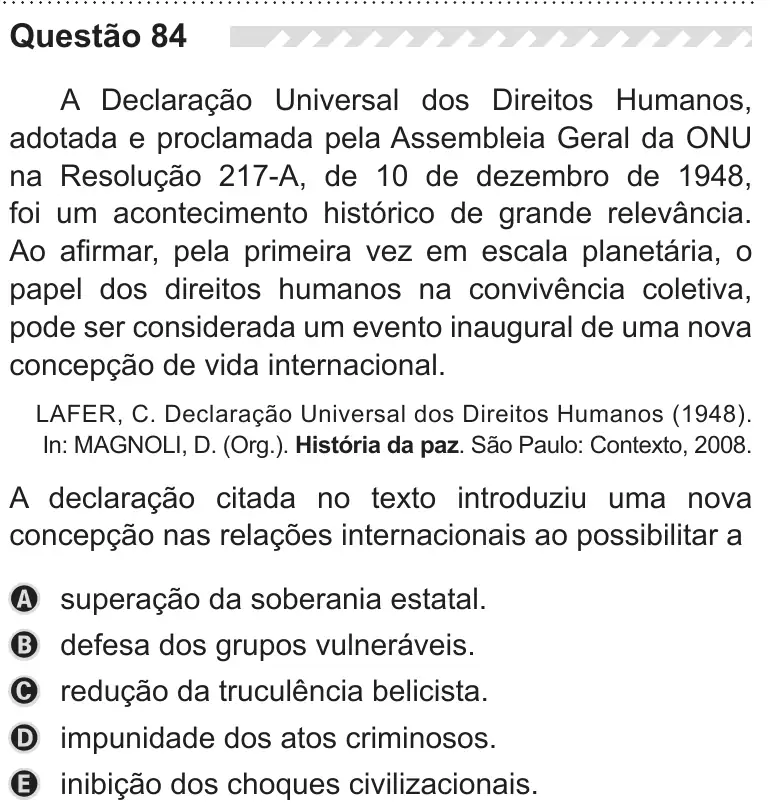 Questão 84
A Declaração Universal dos Direitos Humanos,
adotada e proclamada pela Assembleia Geral da ONU
na Resolução 217-A, de 10 de dezembro de 1948,
foi um acontecimento histórico de grande relevância.
Ao afirmar, pela primeira vez em escala planetária, o
papel dos direitos humanos na convivência coletiva,
pode ser considerada um evento inaugural de uma nova
concepção de vida internacional.
LAFER, C. Declaração Universal dos Direitos Humanos (1948).
In: MAGNOLI, D. (Org.). História da paz. São Paulo: Contexto, 2008.
A declaração citada no texto introduziu uma nova
concepção nas relações internacionais ao possibilitar a
A superação da soberania estatal.
B defesa dos grupos vulneráveis.
C redução da truculência belicista.
D impunidade dos atos criminosos.
E inibição dos choques civilizacionais.